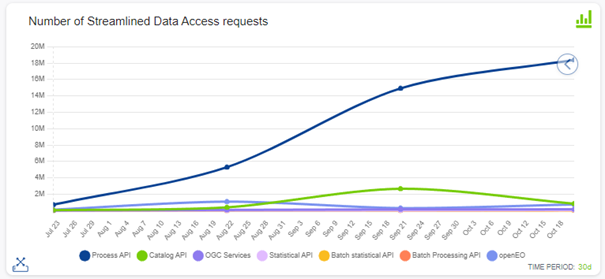 Number of Streamlined Data Access requests
20M
18M
16M
14M
12M
10M
8M
6M
4M
2M
Jul 23
Jul 26
Jul 29
Aug 1
Aug 4
Aug 7
Aug 10
Aug 13
Aug 16
Aug 19
Aug 22
Aug 25
Aug 28
Aug 31
Sep 3
Sep 6
Sep 9
Sep 12
Sep 15
Sep 18
Sep 21
Sep 24
Sep 27
Sep 30
Oct 3
Oct 6
Oct 9
Oct 12
Oct 15
Oct 18
Process API Catalog API OGC Services Statistical API Batch statistical API Batch Processing API openEO
TIME PERIOD: 30d